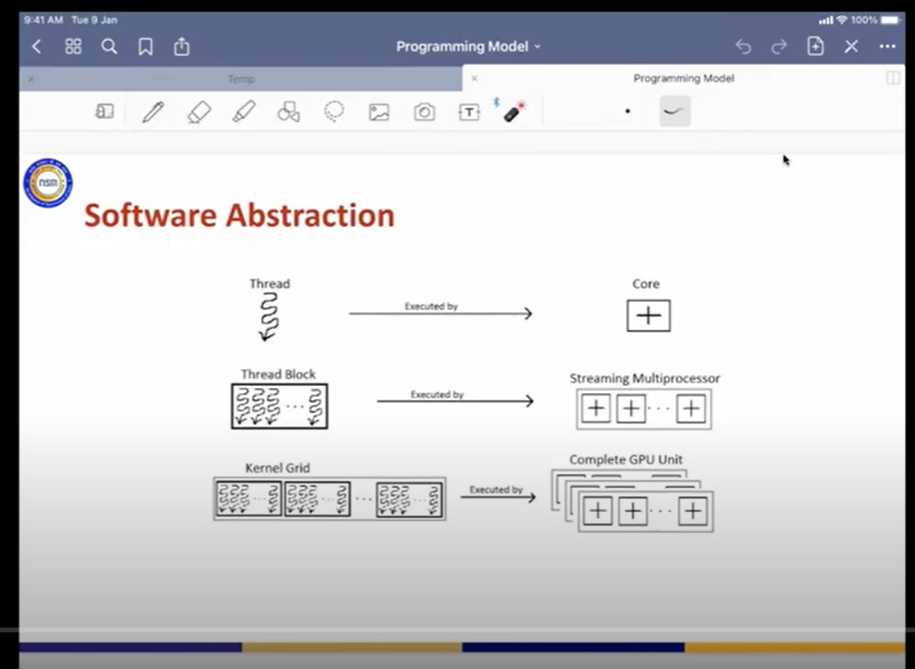 9:41 AM Tue 9 Jan
100%
Programming Model
Temp
Programming Model
T
nsm
Software Abstraction
Thread
Executed by
Core
Thread Block
Executed by
Streaming Multiprocessor
Kernel Grid
Executed by
Complete GPU Unit